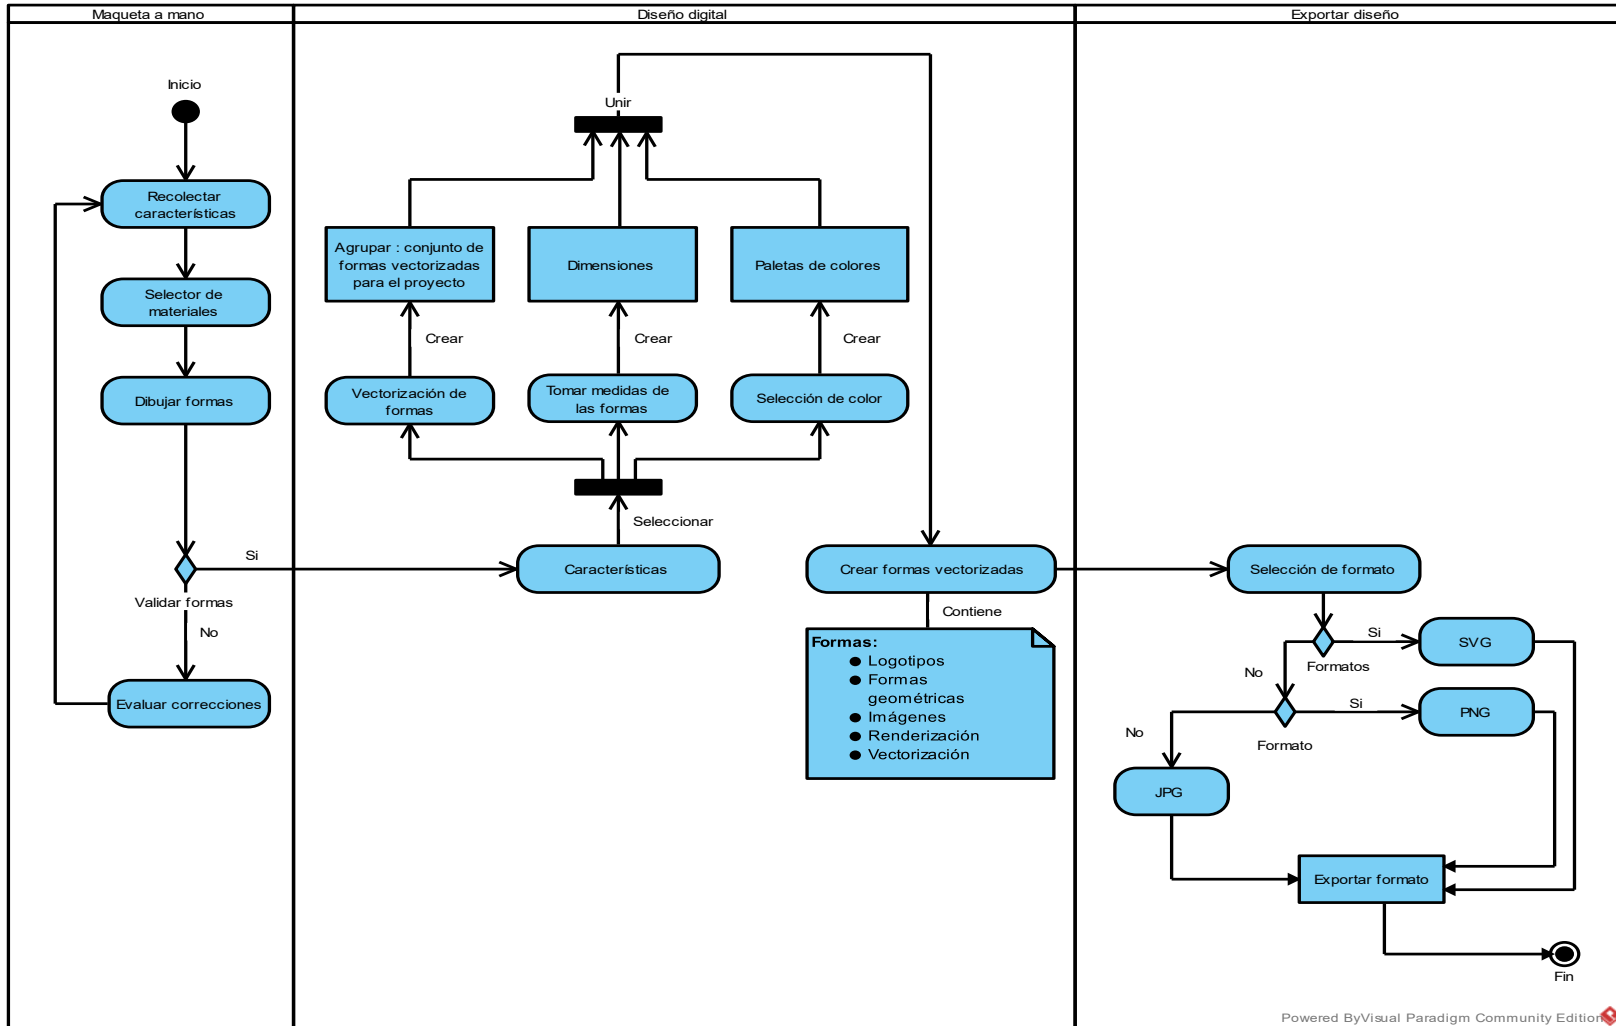 Maqueta a mano
Diseño digital
Exportar diseño
Inicio
Recolectar
características
Selector de
materiales
Dibujar formas
Si
Validar formas
No
Evaluar correcciones
Unir
Agrupar : conjunto de
formas vectorizadas
para el proyecto
Dimensiones
Paletas de colores
Crear
Crear
Crear
Vectorización de
formas
Tomar medidas de
las formas
Selección de color
Seleccionar
Características
Crear formas vectorizadas
Contiene
Formas:
● Logotipos
● Formas
geométricas
● Imágenes
● Renderización
● Vectorización
Selección de formato
Si
SVG
Formatos
No
Si
PNG
Formato
No
JPG
Exportar formato
Fin
Powered ByVisual Paradigm Community Edition